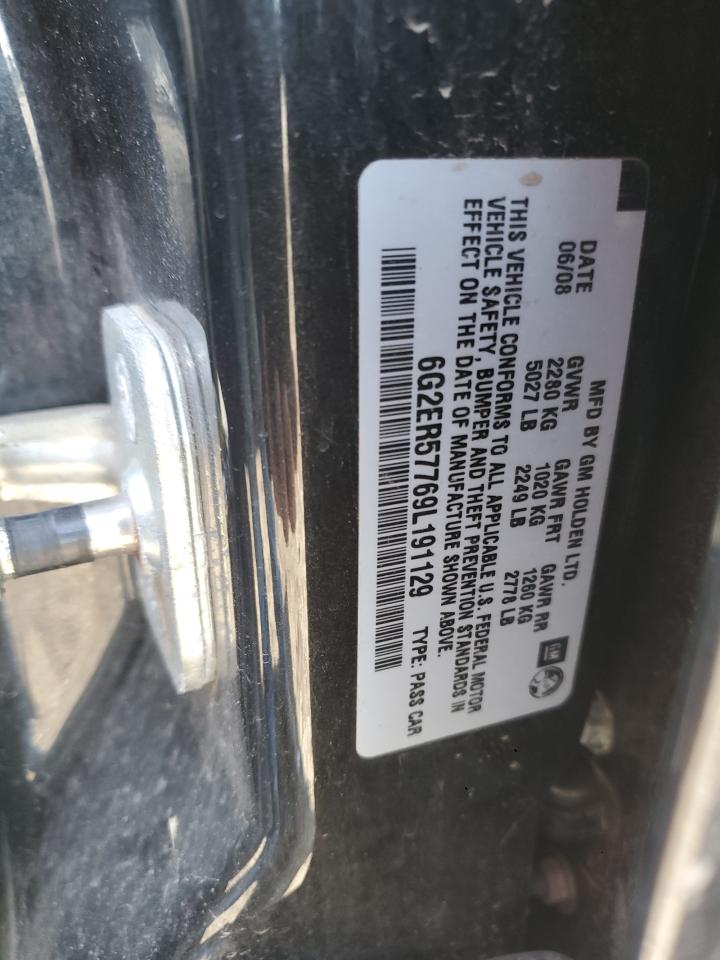 MFD BY GM HOLDEN LTD.
DATE GVWR GAWR FRT GAWR RR
06/08 2280 KG 1020 KG 1260 KG
5027 LB 2249 LB 2778 LB
GM
THIS VEHICLE CONFORMS TO ALL APPLICABLE U.S. FEDERAL MOTOR
VEHICLE SAFETY, BUMPER AND THEFT PREVENTION STANDARDS IN
EFFECT ON THE DATE OF MANUFACTURE SHOWN ABOVE.
6G2ER57769L191129 TYPE: PASS CAR